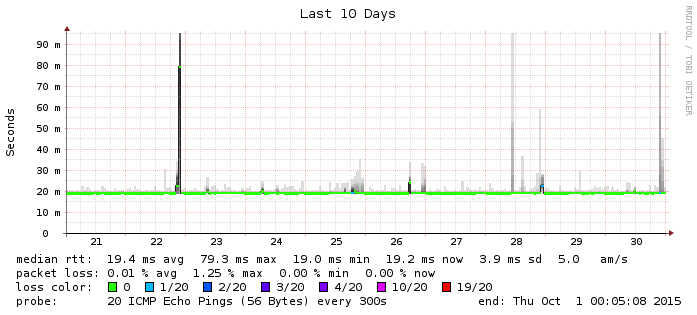 Last 10 Days
RRDTOOL / TOBI OETIKER
Seconds
90 m
80 m
70 m
60 m
50 m
40 m
30 m
20 m
10 m
0
21 22 23 24 25 26 27 28 29 30
median rtt: 19.4 ms avg 79.3 ms max 19.0 ms min 19.2 ms now 3.9 ms sd 5.0 am/s
packet loss: 0.01 % avg 1.25 % max 0.00 % min 0.00 % now
loss color: 0 1/20 2/20 3/20 4/20 10/20 19/20
probe: 20 ICMP Echo Pings (56 Bytes) every 300s end: Thu Oct 1 00:05:08 2015